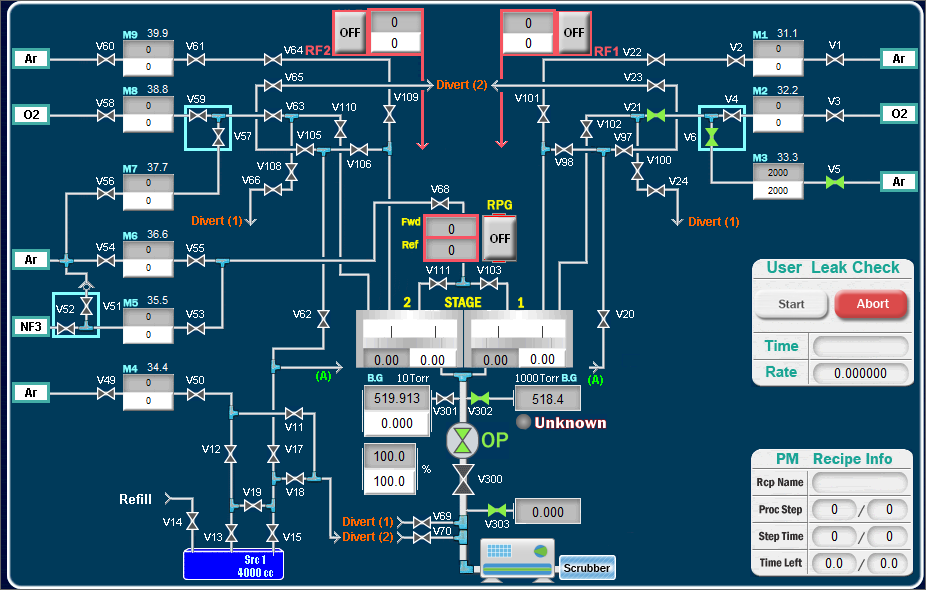 M9 39.9
0
OFF
0
0
OFF
M1 31.1
0
Ar
V60
0
V61
V64
RF2
0
0
RF1
V22
V2
0
V1
Ar
M8 38.8
V65
Divert (2)
V23
M2 32.2
O2
V58
0
0
V59
V63
V110
V109
V101
V102
V21
V4
0
0
V3
O2
V57
V105
V106
V98
V97
V6
M7 37.7
V108
V100
M3 33.3
V56
0
0
V66
V68
V24
2000
2000
V5
Ar
Divert (1)
RPG
Divert (1)
M6 36.6
Fwd
0
OFF
Ar
V54
0
0
V55
Ref
0
V111
V103
User Leak Check
V52
V51
M5 35.5
2 STAGE 1
Start
Abort
NF3
0
0
V53
V62
V20
Time
0.00
0.00
0.00
0.00
M4 34.4
(A)
B.G 10Torr
1000Torr B.G
(A)
Rate
0.000000
Ar
V49
0
0
V50
519.913
0.000
V301
V302
518.4
V11
Unknown
OP
V12
V17
100.0
100.0
%
PM Recipe Info
V18
V300
Rcp Name
Refill
V19
V14
Divert (1)
V69
V303
0.000
Proc Step
0 / 0
V13
V15
Divert (2)
V70
Step Time
0 / 0
Src 1
4000 cc
Scrubber
Time Left
0.0 / 0.0